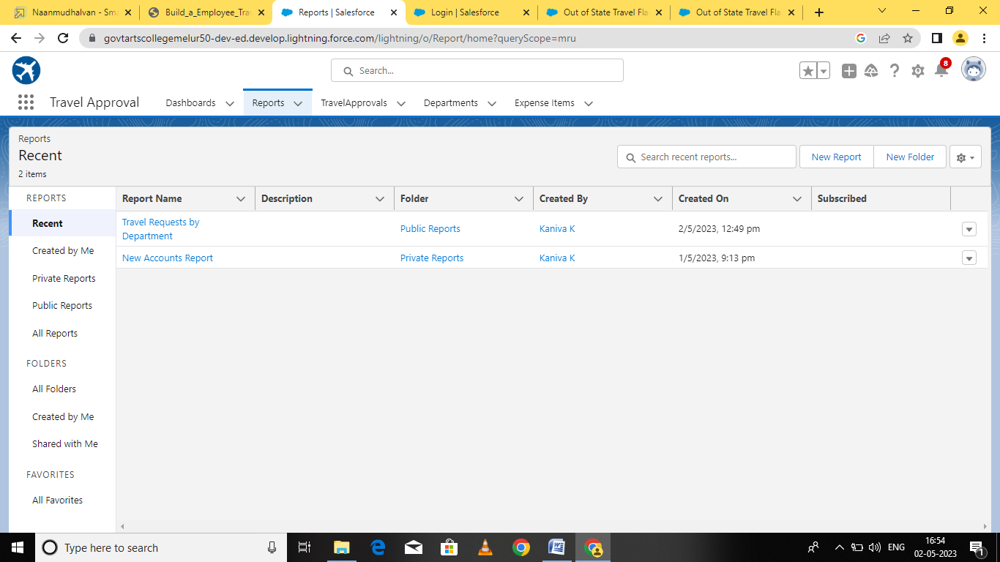 Naanmudhalvan - Sma
Build_a_Employee_Tra
Reports | Salesforce
Login | Salesforce
Out of State Travel Fla
Out of State Travel Fla
govtartscollegemelur50-dev-ed.develop.lightning.force.com/lightning/o/Report/home?queryScope=mru
Search...
8
Travel Approval
Dashboards
Reports
TravelApprovals
Departments
Expense Items
Reports
Recent
2 items
Search recent reports...
New Report
New Folder
REPORTS
Recent
Created by Me
Private Reports
Public Reports
All Reports
FOLDERS
All Folders
Created by Me
Shared with Me
FAVORITES
All Favorites
Report Name Description Folder Created By Created On Subscribed
Travel Requests by
Department
Public Reports Kaniva K 2/5/2023, 12:49 pm
New Accounts Report Private Reports Kaniva K 1/5/2023, 9:13 pm
Type here to search
ENG
16:54
02-05-2023
1